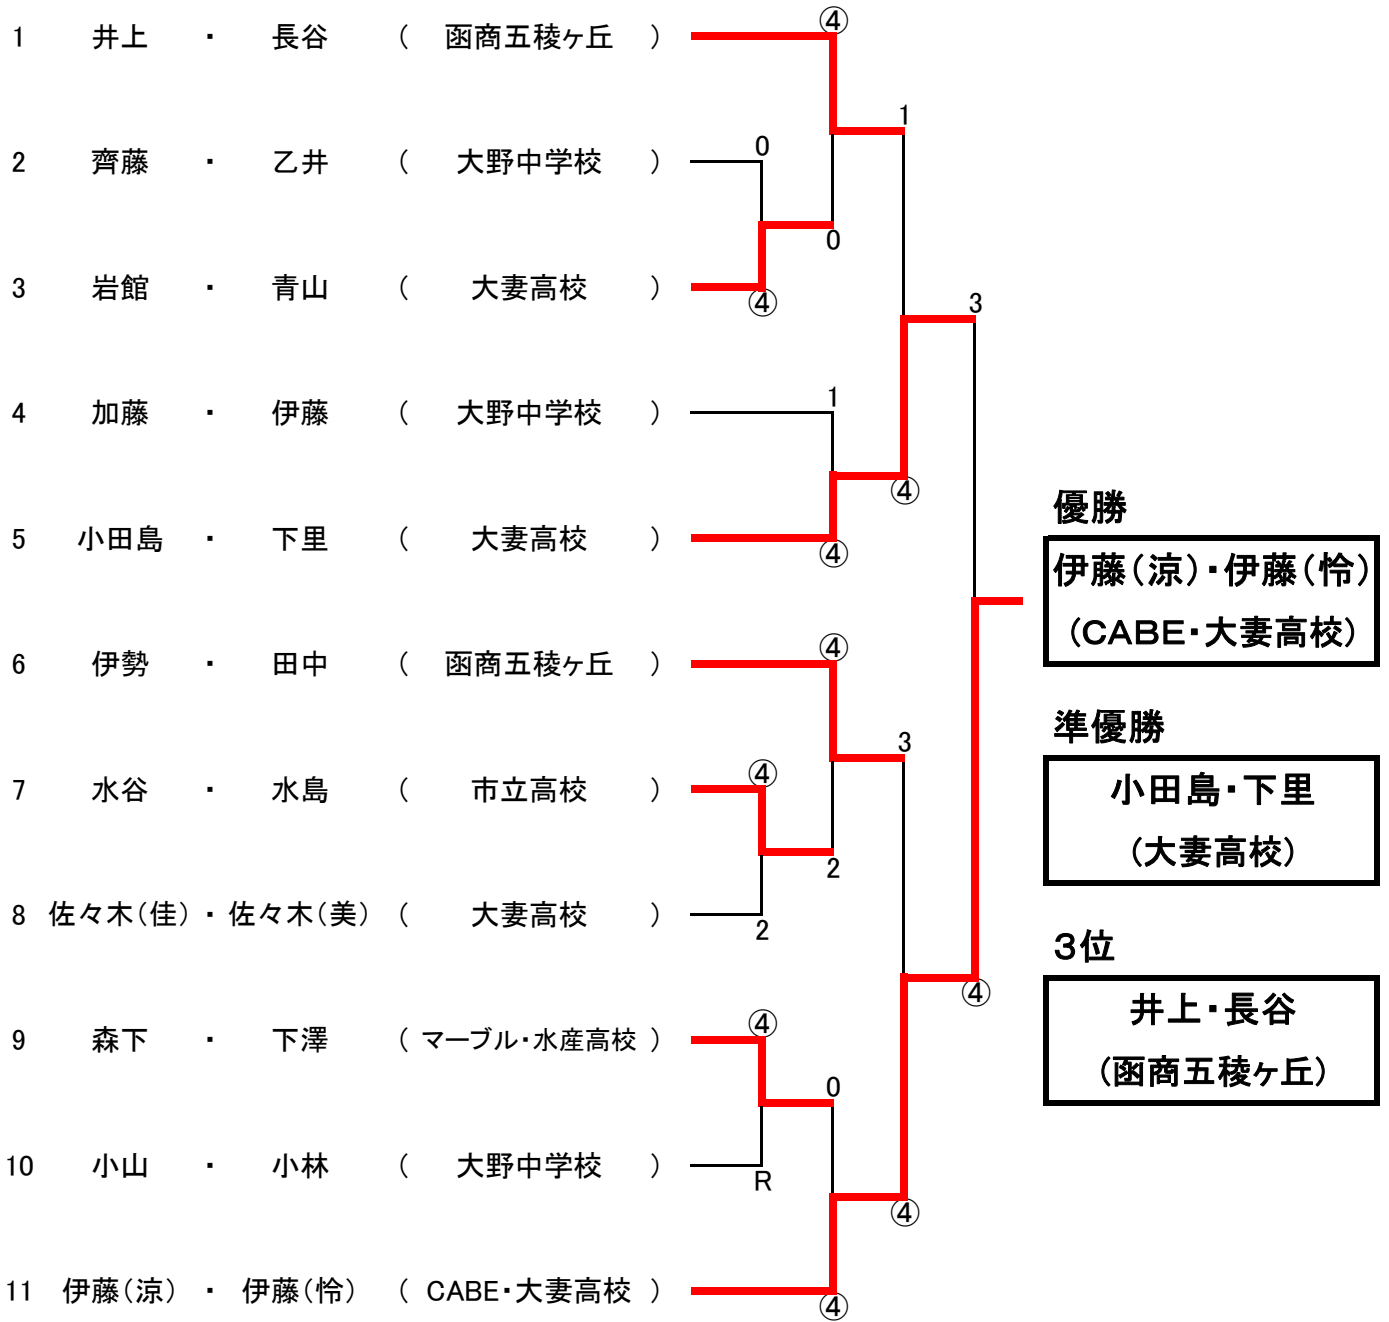 ④
1 井上 ・ 長谷 ( 函商五稜ヶ丘 )
1
0
2 齊藤 ・ 乙井 ( 大野中学校 )
0
3 岩館 ・ 青山 ( 大妻高校 )
④
3
1
4 加藤 ・ 伊藤 ( 大野中学校 )
④
5 小田島 ・ 下里 ( 大妻高校 )
④
優勝
伊藤(涼)・伊藤(怜)
(CABE・大妻高校)
④
6 伊勢 ・ 田中 ( 函商五稜ヶ丘 )
準優勝
3
④
7 水谷 ・ 水島 ( 市立高校 )
小田島・下里
(大妻高校)
2
8 佐々木(佳) ・ 佐々木(美) ( 大妻高校 )
2
3位
④
井上・長谷
(函商五稜ヶ丘)
④
9 森下 ・ 下澤 ( マーブル・水産高校 )
0
10 小山 ・ 小林 ( 大野中学校 )
R
④
11 伊藤(涼) ・ 伊藤(怜) ( CABE・大妻高校 )
④